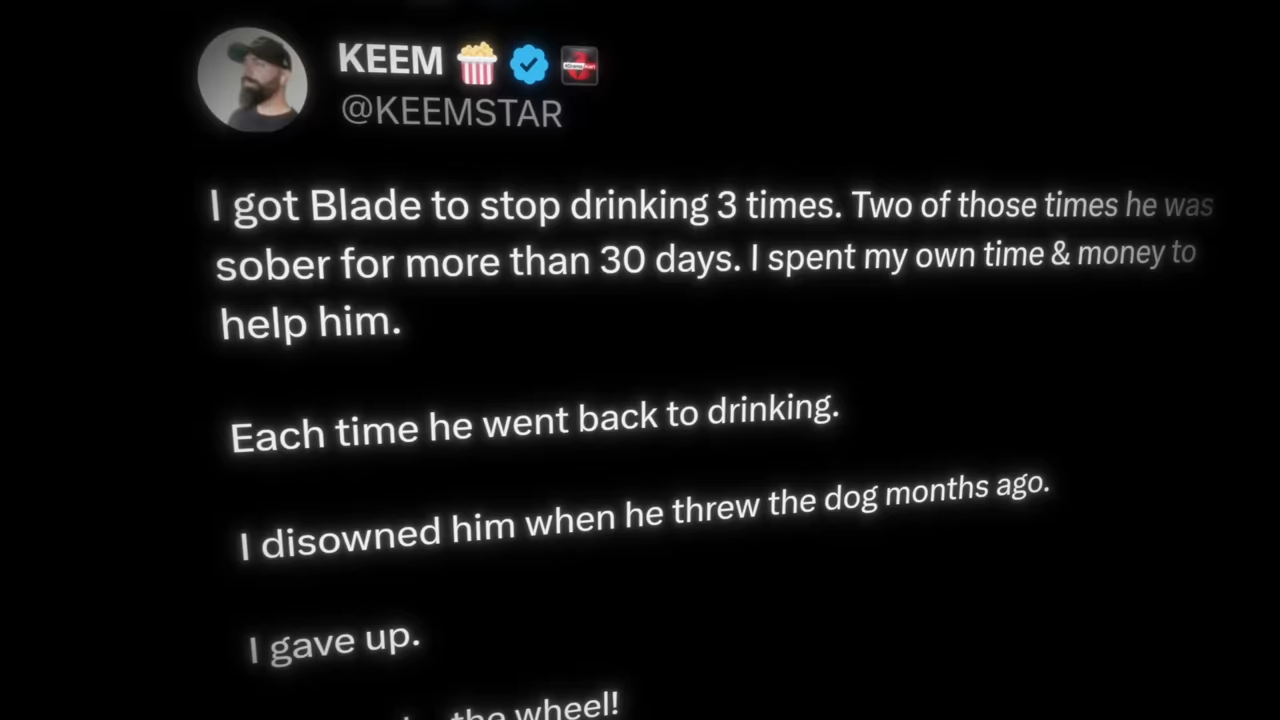 KEEM 🍿
@KEEMSTAR
I got Blade to stop drinking 3 times. Two of those times he was
sober for more than 30 days. I spent my own time & money to
help him.
Each time he went back to drinking.
I disowned him when he threw the dog months ago.
I gave up.
the wheel!